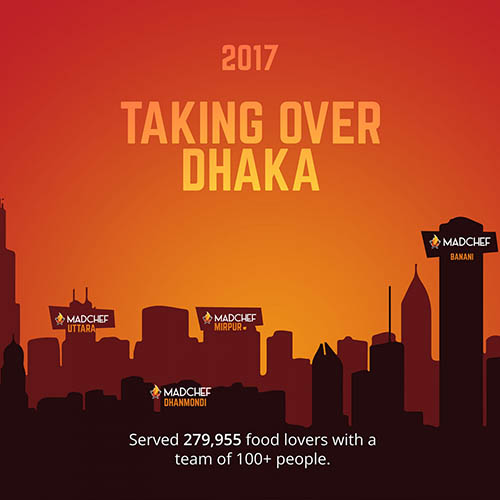 2017
TAKING OVER
DHAKA
MADCHEF
BANANI
MADCHEF
UTTARA
MADCHEF
MIRPUR
MADCHEF
DHANMONDI
Served 279,955 food lovers with a
team of 100+ people.